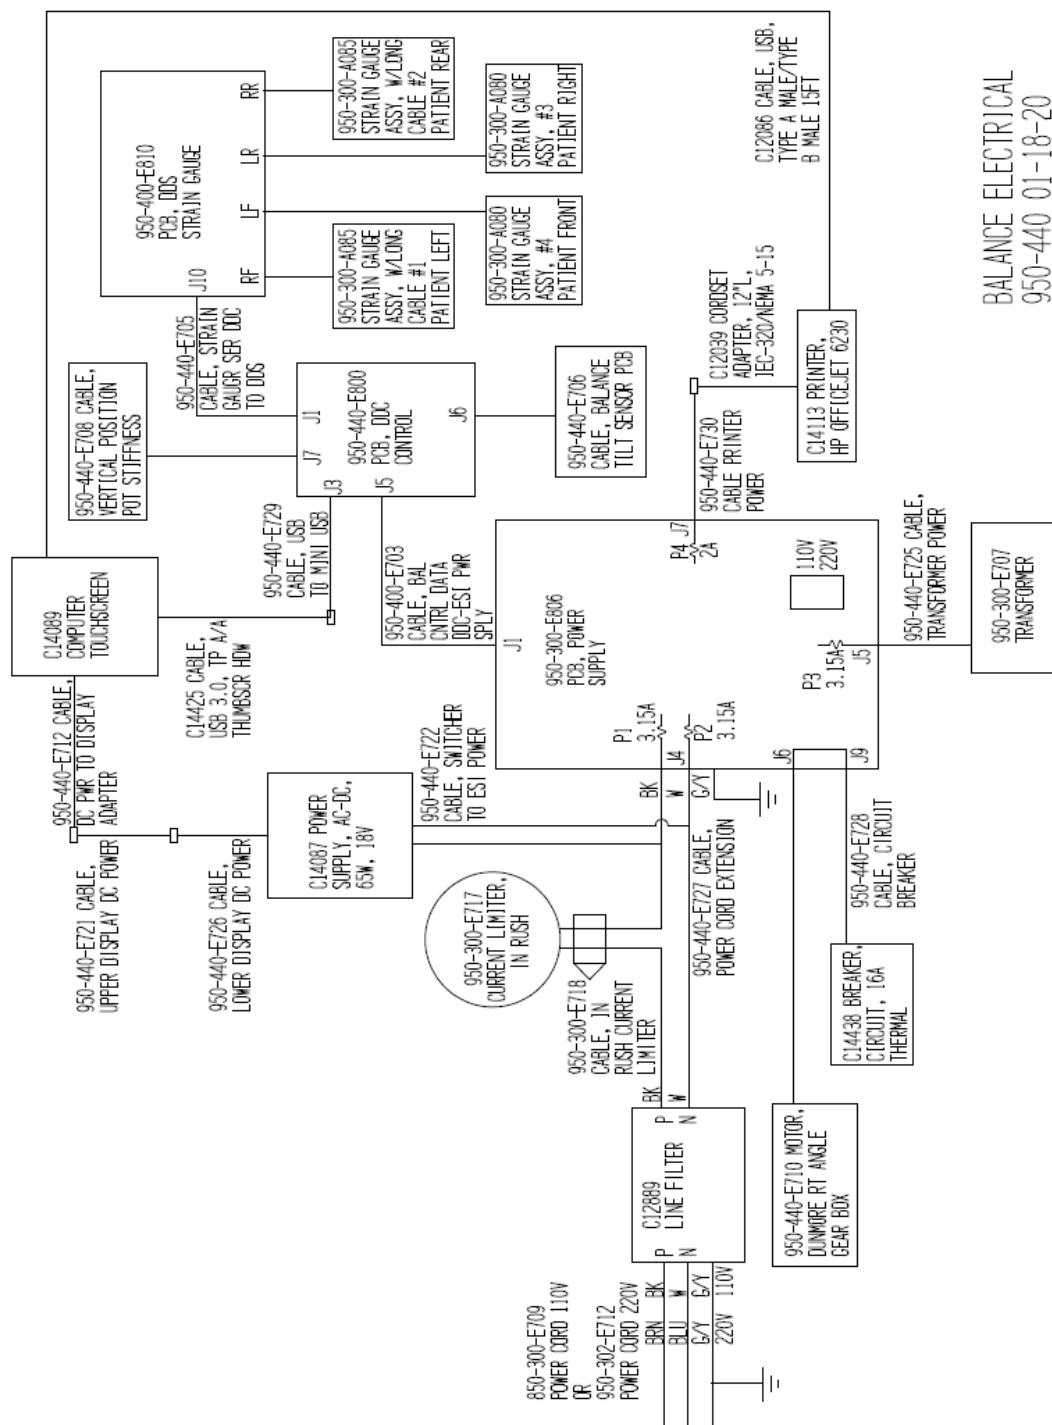 850-300-E709
POWER CORD 110V
OR
950-302-E712
POWER CORD 220V
BRN BK
BLU W
G/Y G/Y
220V 110V
P
N
C12889
LINE FILTER
P
N
BK
W
950-440-E710 MOTOR,
DUNMORE RT ANGLE
GEAR BOX
950-300-E718
CABLE, IN
RUSH CURRENT
LIMITER
950-300-E717
CURRENT LIMITER,
IN RUSH
950-440-E727 CABLE,
POWER CORD EXTENSION
C14438 BREAKER,
CIRCUIT, 16A
THERMAL
950-440-E728
CABLE, CIRCUIT
BREAKER
950-440-E721 CABLE,
UPPER DISPLAY DC POWER
950-440-E726 CABLE,
LOWER DISPLAY DC POWER
950-440-E712 CABLE,
DC PWR TO DISPLAY
ADAPTER
C14087 POWER
SUPPLY, AC-DC,
65W, 18V
950-440-E722
CABLE, SWITCHER
TO ESI POWER
BK
W
G/Y
C14089
COMPUTER
TOUCHSCREEN
C14425 CABLE,
USB 3.0, TP A/A
THUMBSCR HDW
950-440-E729
CABLE, USB
TO MINI USB
950-400-E703
CABLE, BAL
CNTRL DATA
DDC-ESI PWR
SPLY
950-300-E806
PCB, POWER
SUPPLY
J1
P1
3.15A
J4
P2
3.15A
J6
J9
P3
3.15A
J5
P4
2A
J7
110V
220V
950-440-E725 CABLE,
TRANSFORMER POWER
950-300-E707
TRANSFORMER
950-440-E708 CABLE,
VERTICAL POSITION
POT STIFFNESS
950-440-E705
CABLE, STRAIN
GAUGR SER DDC
TO DDS
J3
J7
J1
J5
950-440-E800
PCB, DDC
CONTROL
J6
950-440-E706
CABLE, BALANCE
TILT SENSOR PCB
950-440-E730
CABLE PRINTER
POWER
C12039 CORDSET
ADAPTER, 12"L,
IEC-320/NEMA 5-15
C14113 PRINTER,
HP OFFICEJET 6230
950-400-E810
PCB, DDS
STRAIN GAUGE
J10
RF
LF
LR
RR
950-300-A085
STRAIN GAUGE
ASSY, W/LONG
CABLE #1
PATIENT LEFT
950-300-A080
STRAIN GAUGE
ASSY, #4
PATIENT FRONT
950-300-A080
STRAIN GAUGE
ASSY, #3
PATIENT RIGHT
950-300-A085
STRAIN GAUGE
ASSY, W/LONG
CABLE #2
PATIENT REAR
C12086 CABLE, USB,
TYPE A MALE/TYPE
B MALE 15FT
BALANCE ELECTRICAL
950-440 01-18-20